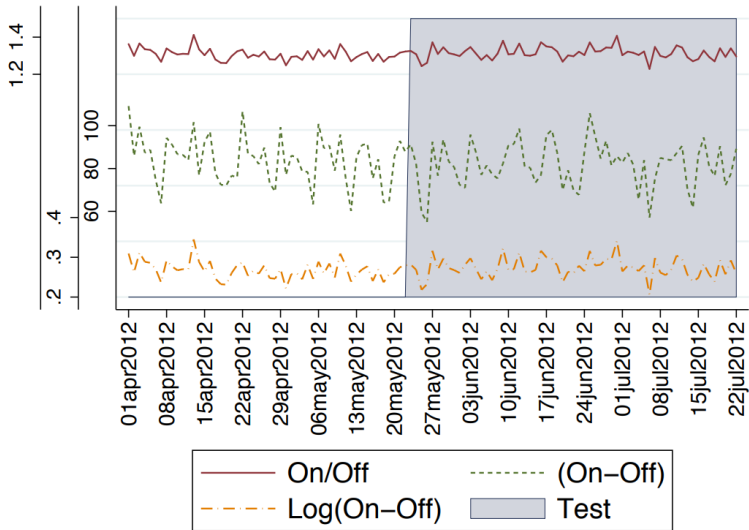 1.2 1.4
60 80 100
.2 .3 .4
01apr2012
08apr2012
15apr2012
22apr2012
29apr2012
06may2012
13may2012
20may2012
27may2012
03jun2012
10jun2012
17jun2012
24jun2012
01jul2012
08jul2012
15jul2012
22jul2012
On/Off (On−Off)
Log(On−Off) Test